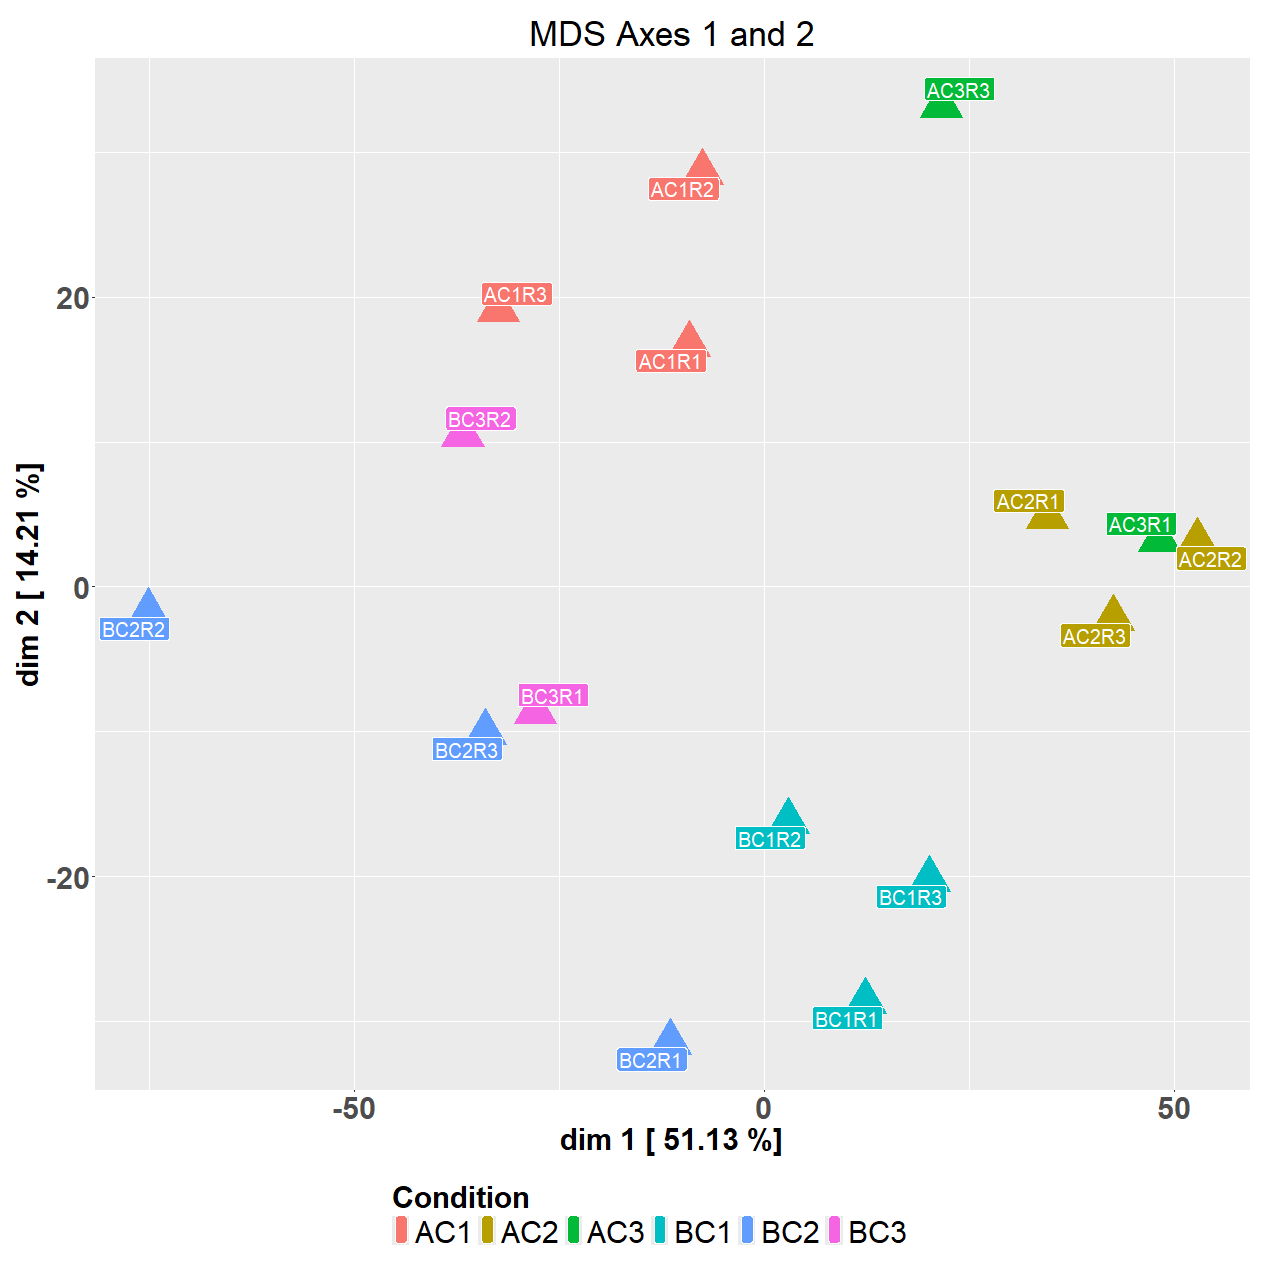 MDS Axes 1 and 2
AC3R3
AC1R2
AC1R3
AC1R1
BC3R2
AC2R1
AC3R1
AC2R2
BC2R2
AC2R3
BC3R1
BC2R3
BC1R2
BC1R3
BC1R1
BC2R1
20
0
-20
dim 2 [ 14.21 %]
-50 0 50
dim 1 [ 51.13 %]
Condition
AC1 AC2 AC3 BC1 BC2 BC3